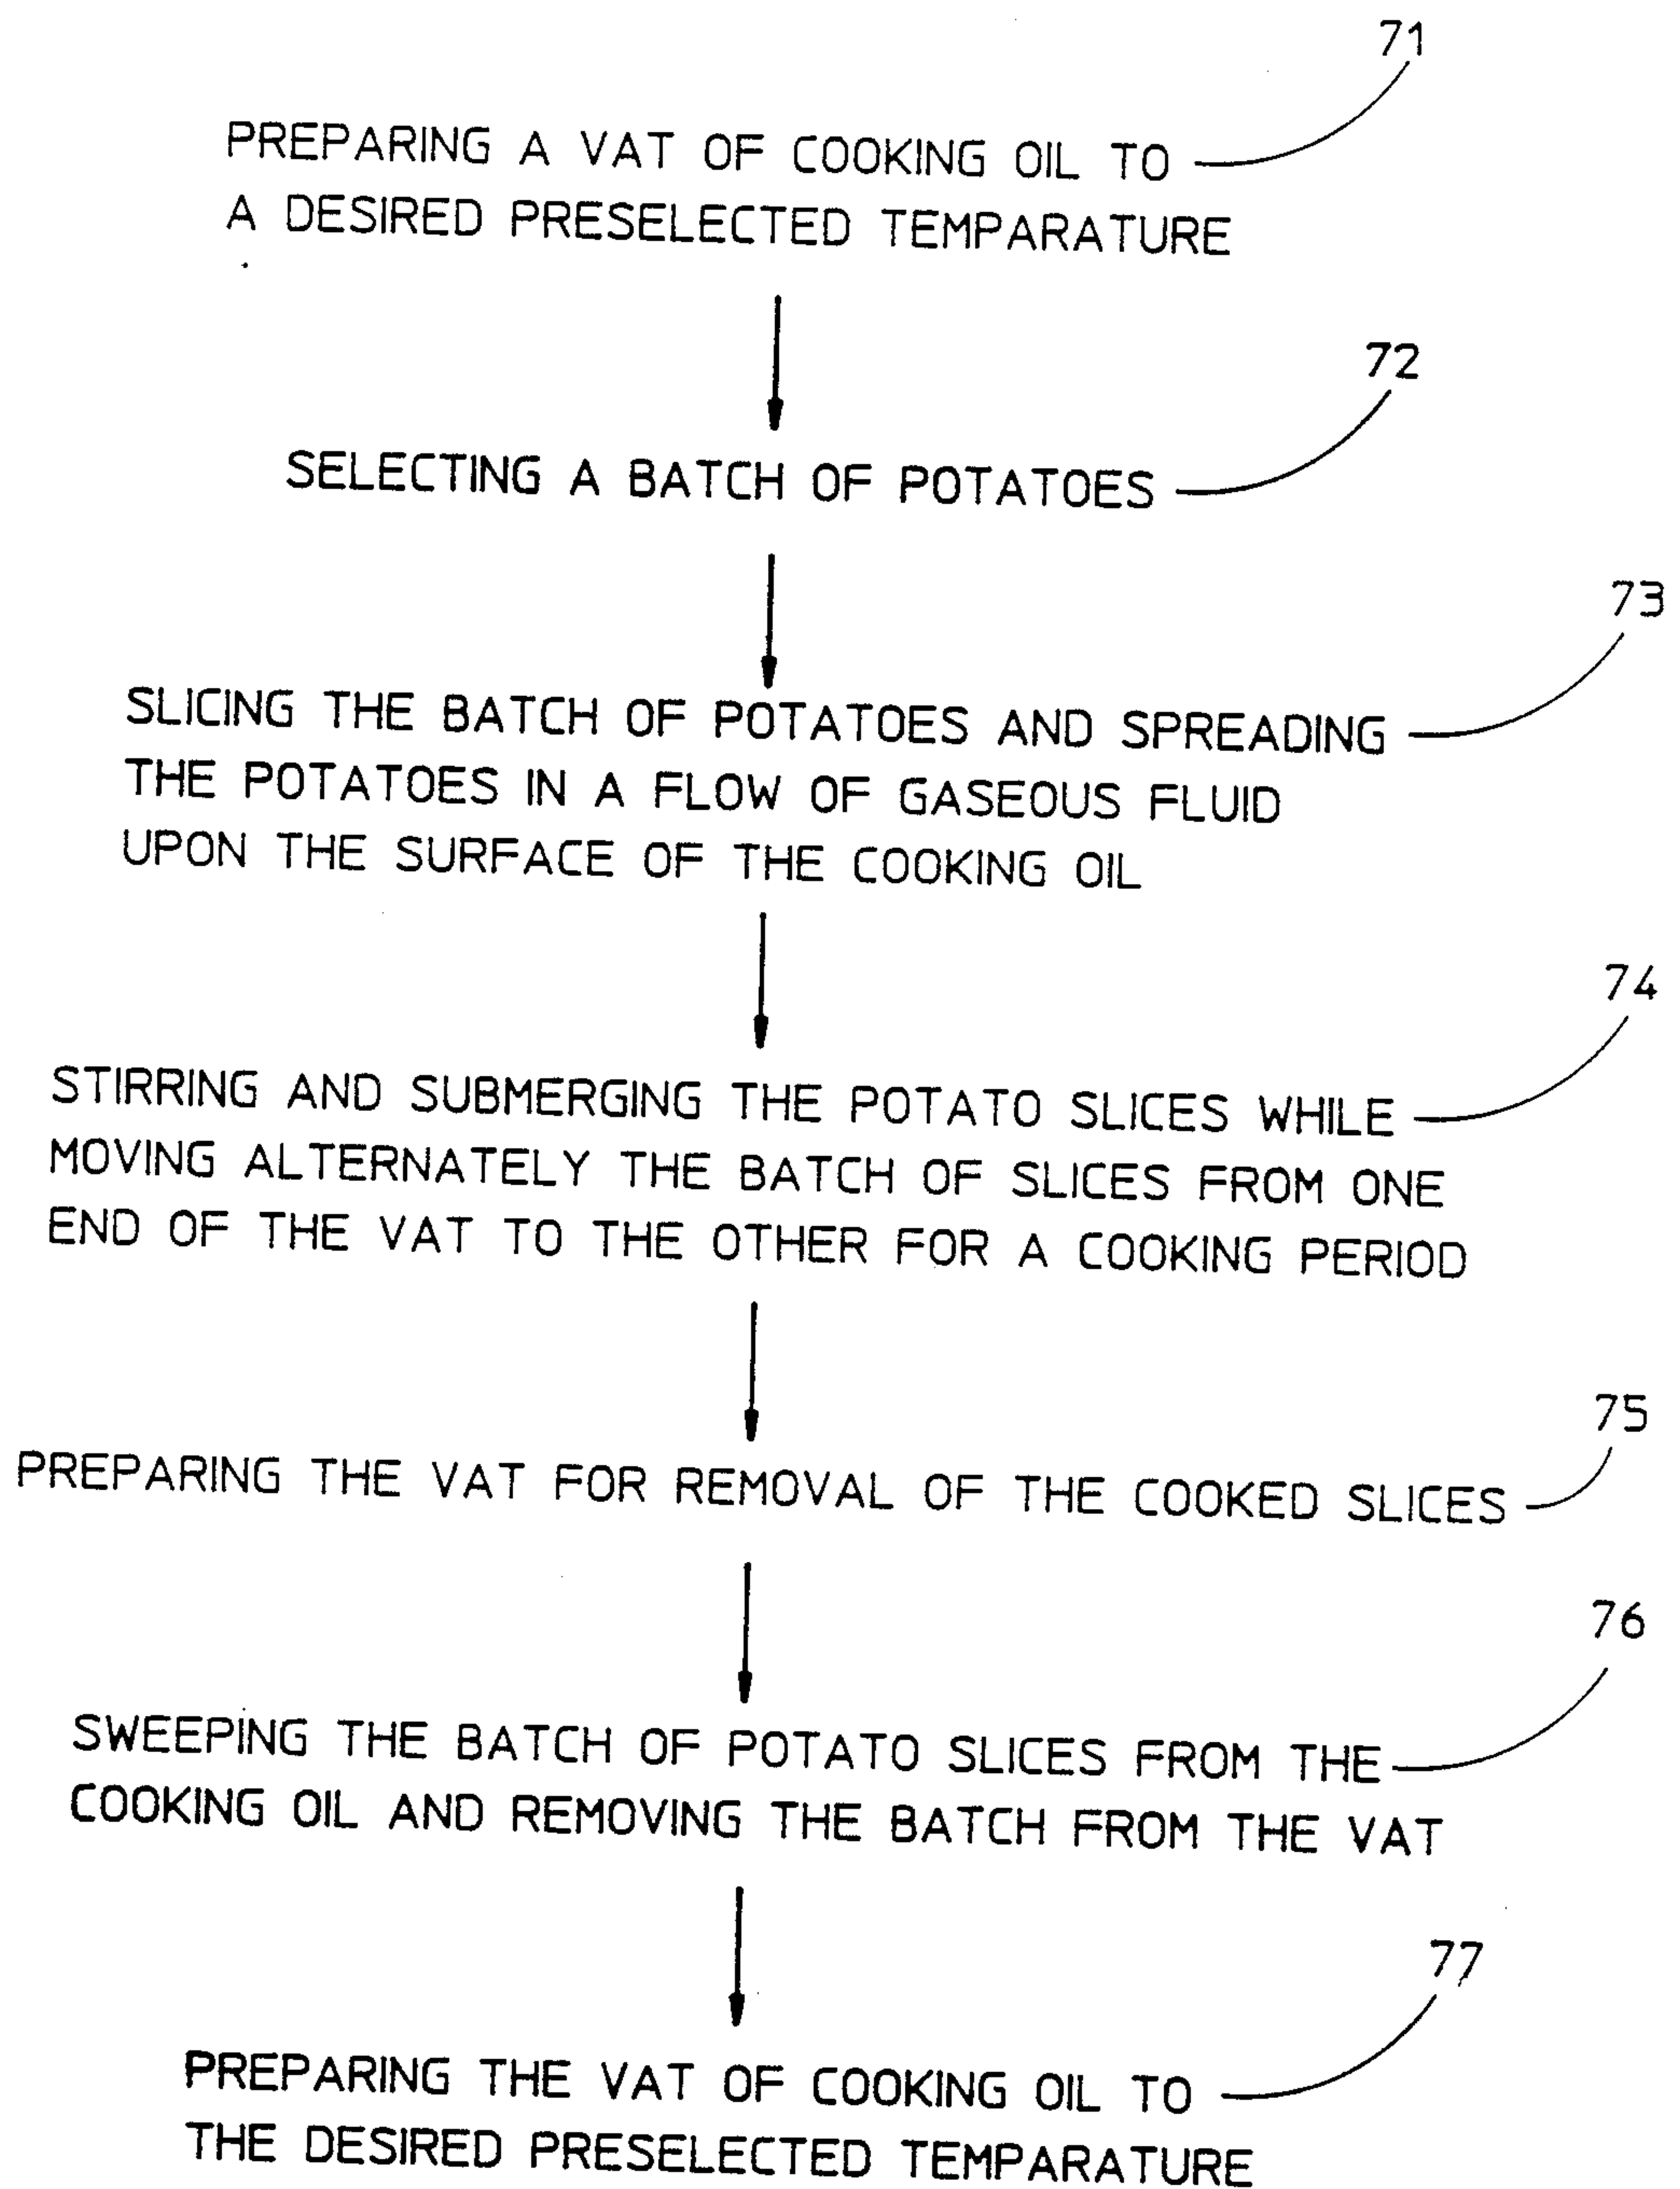 71
PREPARING A VAT OF COOKING OIL TO
A DESIRED PRESELECTED TEMPARATURE
72
SELECTING A BATCH OF POTATOES
73
SLICING THE BATCH OF POTATOES AND SPREADING
THE POTATOES IN A FLOW OF GASEOUS FLUID
UPON THE SURFACE OF THE COOKING OIL
74
STIRRING AND SUBMERGING THE POTATO SLICES WHILE
MOVING ALTERNATELY THE BATCH OF SLICES FROM ONE
END OF THE VAT TO THE OTHER FOR A COOKING PERIOD
75
PREPARING THE VAT FOR REMOVAL OF THE COOKED SLICES
76
SWEEPING THE BATCH OF POTATO SLICES FROM THE
COOKING OIL AND REMOVING THE BATCH FROM THE VAT
77
PREPARING THE VAT OF COOKING OIL TO
THE DESIRED PRESELECTED TEMPARATURE